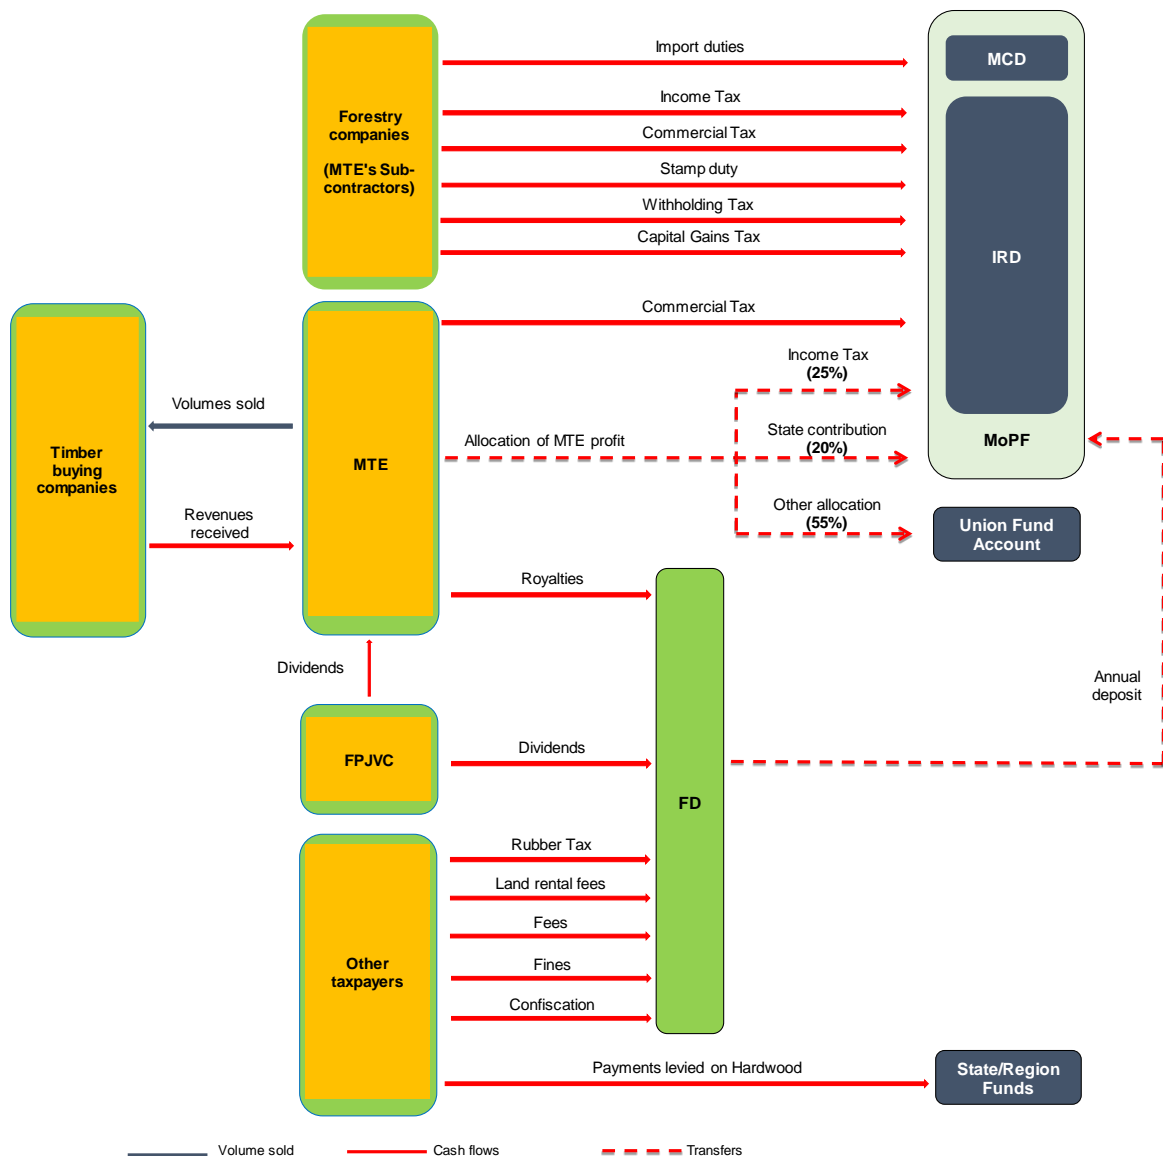 Import duties
MCD
Income Tax
Forestry
companies
(MTE's Sub-
contractors)
Commercial Tax
Stamp duty
Withholding Tax
Capital Gains Tax
IRD
Commercial Tax
Income Tax
(25%)
Volumes sold
Timber
buying
companies
MTE
Allocation of MTE profit
State contribution
(20%)
MoPF
Other allocation
(55%)
Union Fund
Account
Revenues
received
Royalties
Dividends
Annual
deposit
FPJVC
Dividends
FD
Rubber Tax
Land rental fees
Fees
Other
taxpayers
Fines
Confiscation
Payments levied on Hardwood
State/Region
Funds
Volume sold
Cash flows
Transfers